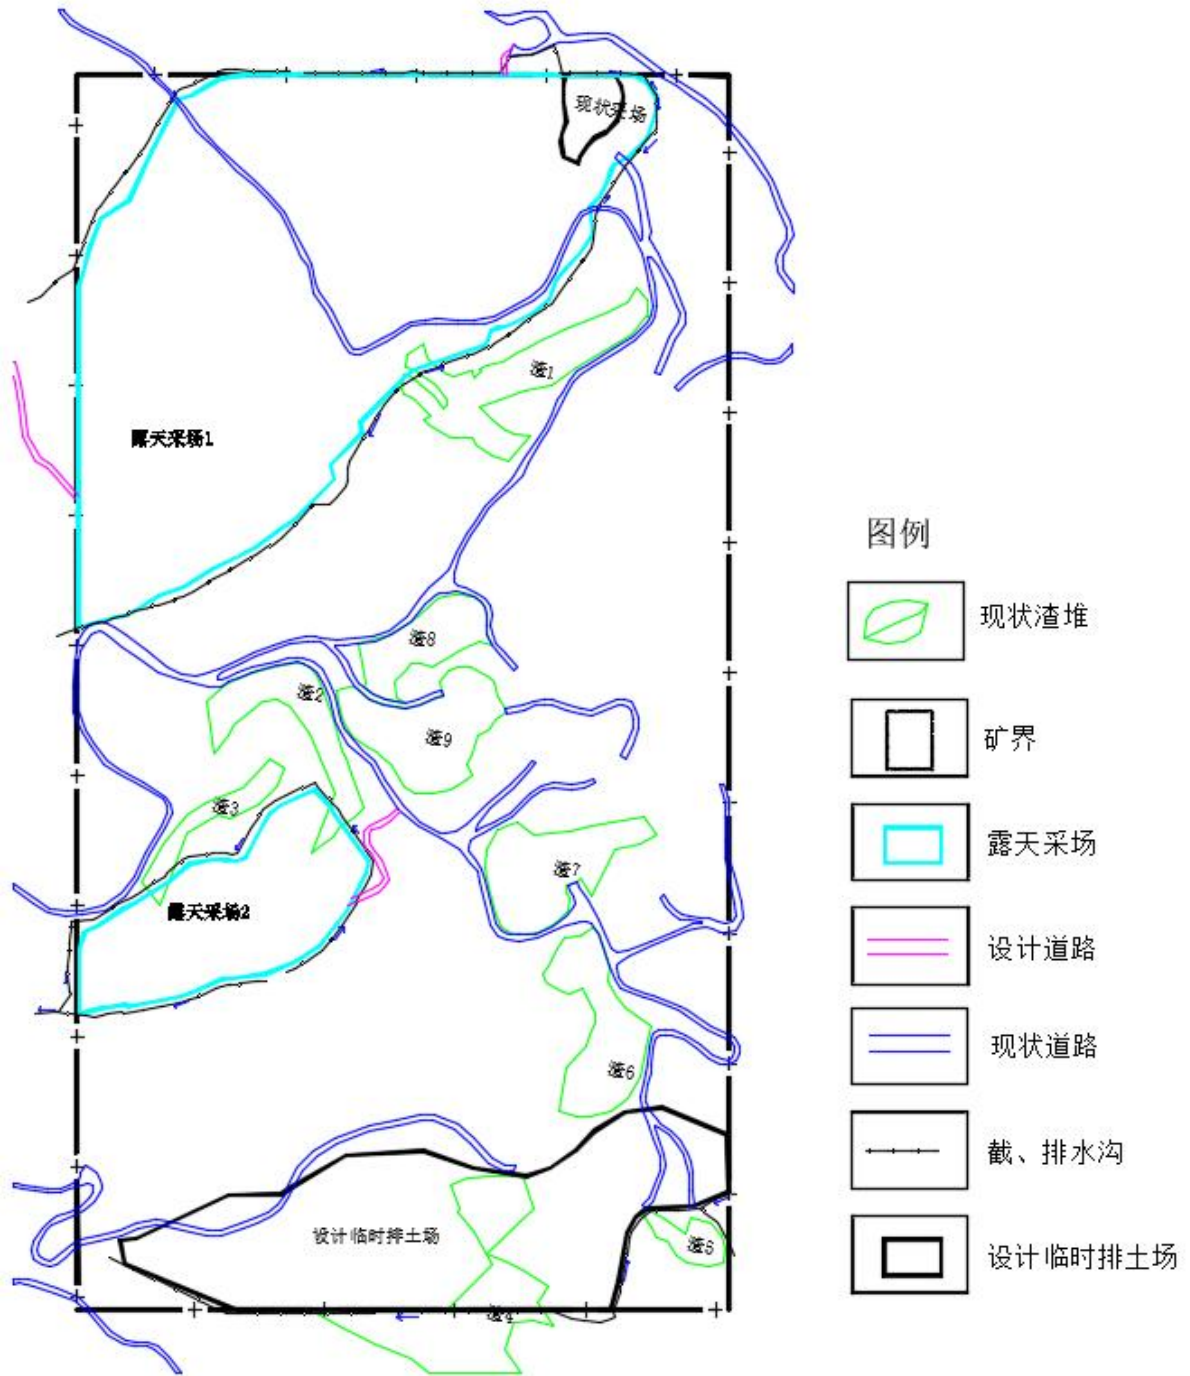 现状采场
渣1
露天采场1
图例
现状渣堆
渣8
渣2
渣9
矿界
渣3
露天采场
渣7
露天采场2
设计道路
现状道路
渣6
截、排水沟
设计临时排土场
渣5
设计临时排土场
渣4